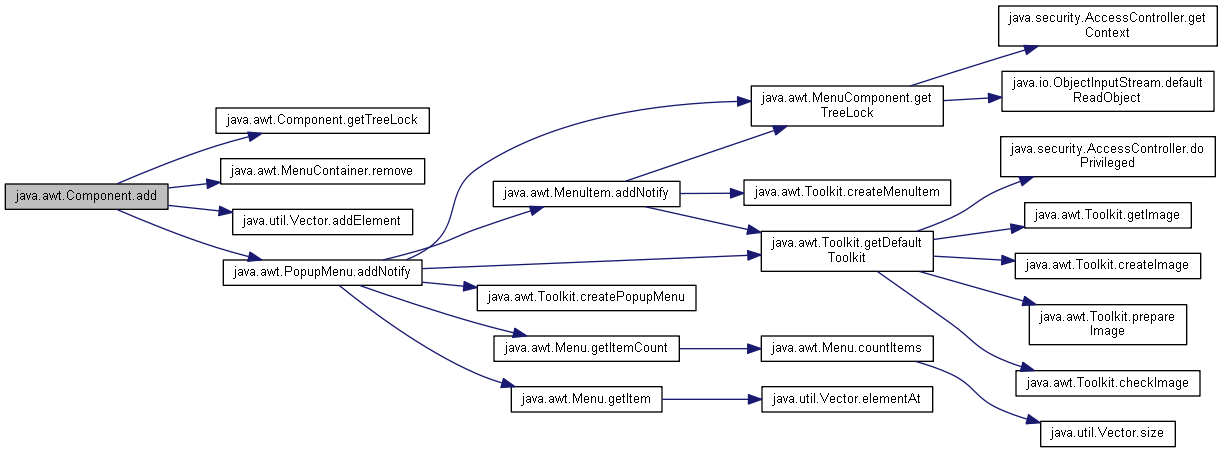 java.awt.Component.add
java.awt.Component.getTreeLock
java.awt.MenuContainer.remove
java.util.Vector.addElement
java.awt.PopupMenu.addNotify
java.awt.MenuItem.addNotify
java.awt.Toolkit.createPopupMenu
java.awt.Menu.getItemCount
java.awt.Menu.getItem
java.awt.MenuComponent.get
TreeLock
java.awt.Toolkit.createMenuItem
java.awt.Toolkit.getDefault
Toolkit
java.awt.Menu.countItems
java.util.Vector.elementAt
java.security.AccessController.get
Context
java.io.ObjectInputStream.default
ReadObject
java.security.AccessController.do
Privileged
java.awt.Toolkit.getImage
java.awt.Toolkit.createImage
java.awt.Toolkit.prepare
Image
java.awt.Toolkit.checkImage
java.util.Vector.size